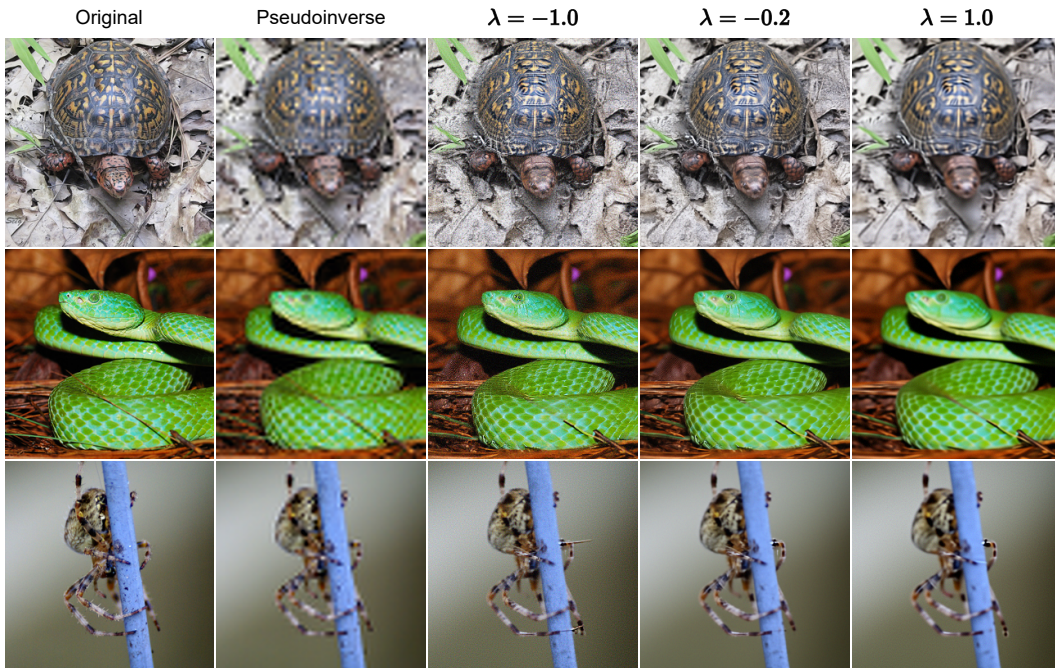 Original Pseudoinverse λ = −1.0 λ = −0.2 λ = 1.0